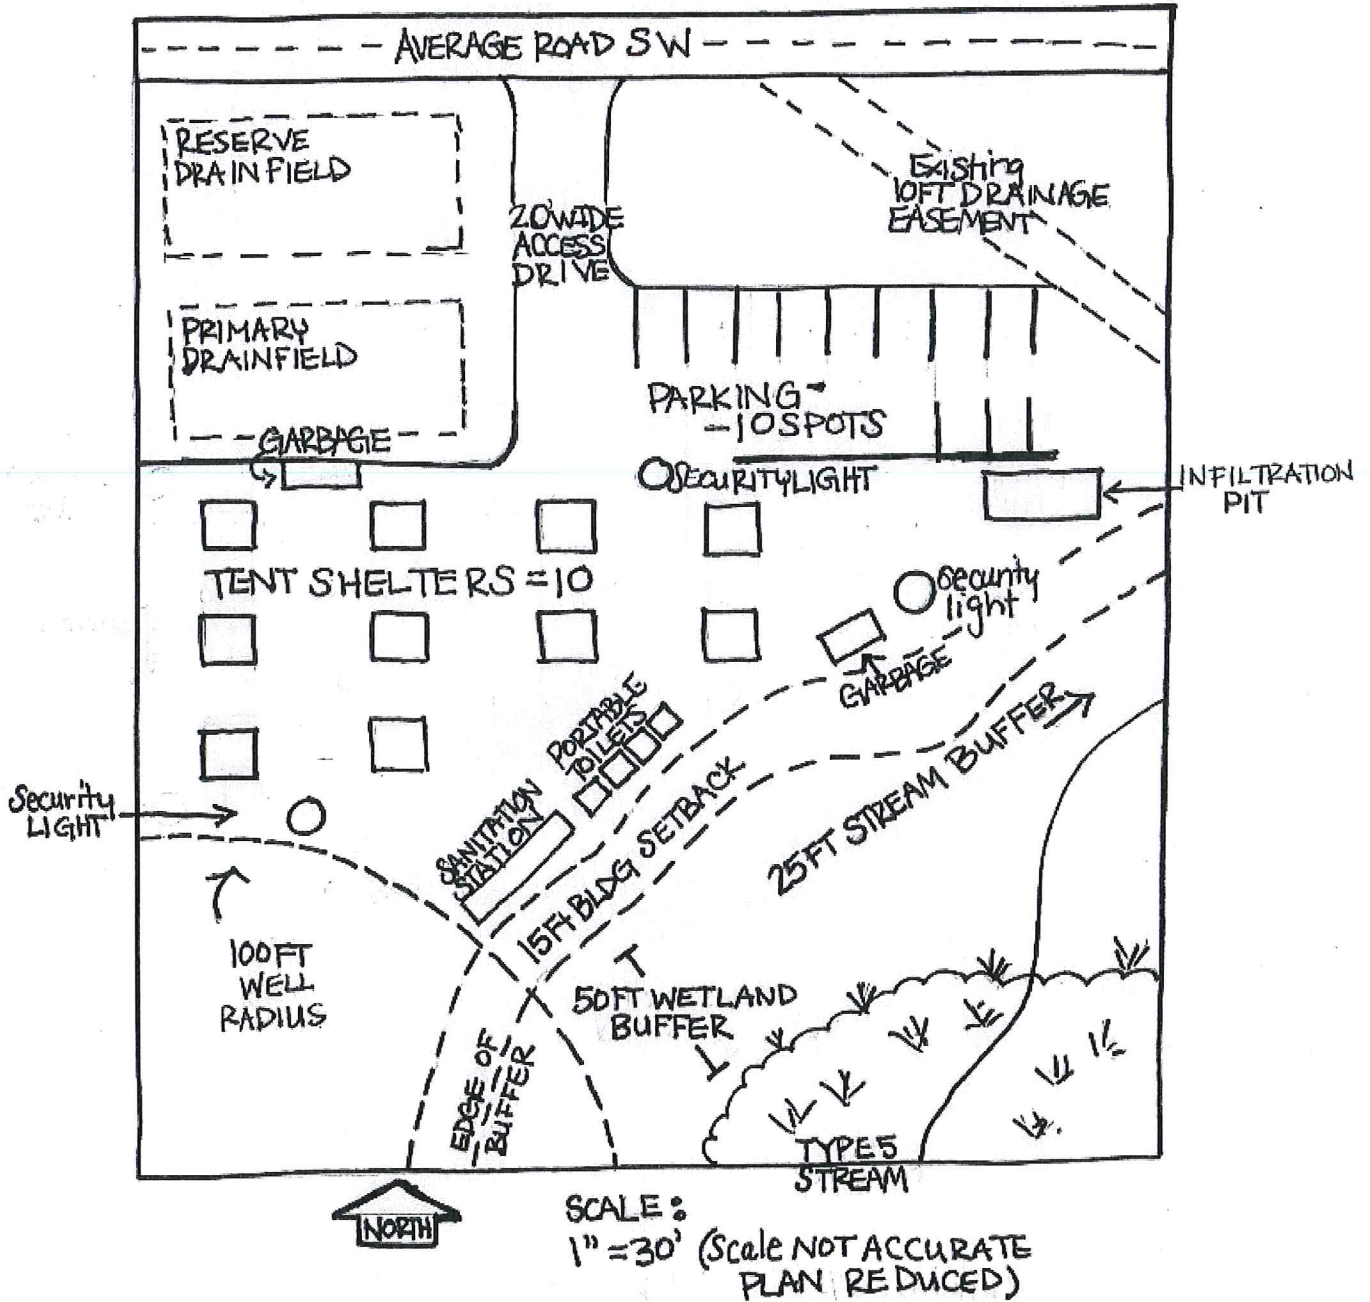 AVERAGE ROAD SW
RESERVE
DRAINFIELD
20'WIDE
ACCESS
DRIVE
Existing
10FT DRAINAGE
EASEMENT
PRIMARY
DRAINFIELD
PARKING -
- 10 SPOTS
GARBAGE
SECURITY LIGHT
INFILTRATION
PIT
TENT SHELTERS = 10
Security
light
GARBAGE
PORTABLE
TOILETS
SANITATION
STATION
Security
LIGHT
15Ft BLDG SETBACK
25FT STREAM BUFFER
100FT
WELL
RADIUS
50FT WETLAND
BUFFER
EDGE OF
BUFFER
TYPE 5
STREAM
NORTH
SCALE:
1" = 30' (Scale NOT ACCURATE
PLAN REDUCED)